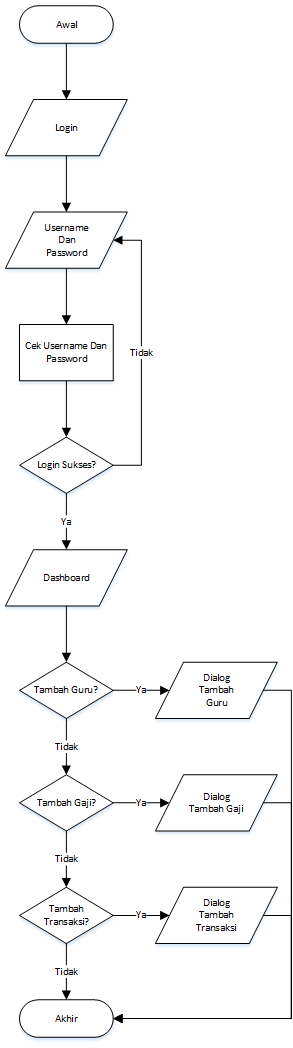 Awal
Login
Username
Dan
Password
Cek Username Dan
Password
Tidak
Login Sukses?
Ya
Dashboard
Tambah Guru?
Ya
Dialog
Tambah
Guru
Tidak
Tambah Gaji?
Ya
Dialog
Tambah Gaji
Tidak
Tambah
Transaksi?
Ya
Dialog
Tambah
Transaksi
Tidak
Akhir